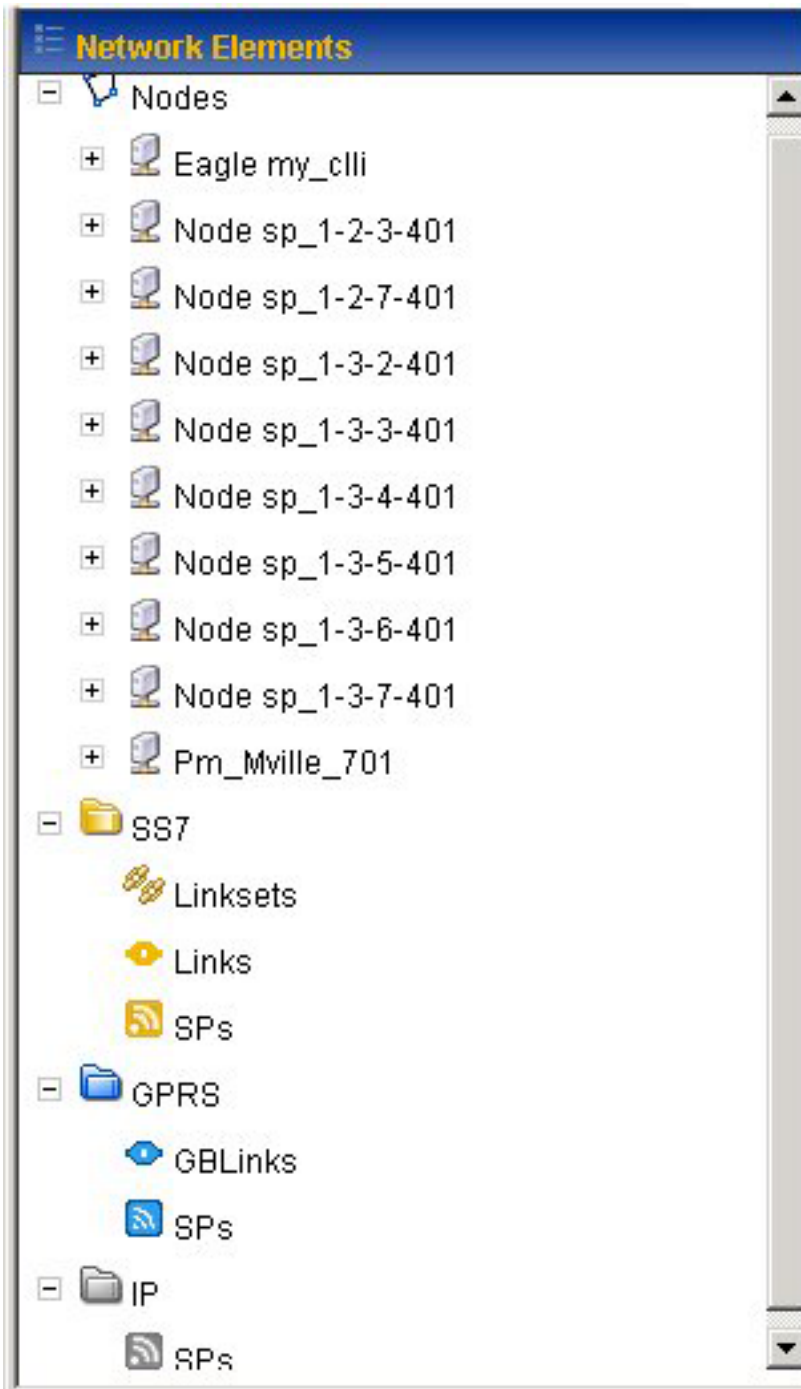 Network Elements
Nodes
Eagle my_clli
Node sp_1-2-3-401
Node sp_1-2-7-401
Node sp_1-3-2-401
Node sp_1-3-3-401
Node sp_1-3-4-401
Node sp_1-3-5-401
Node sp_1-3-6-401
Node sp_1-3-7-401
Pm_Mville_701
SS7
Linksets
Links
SPs
GPRS
GBLinks
SPs
IP
SPs